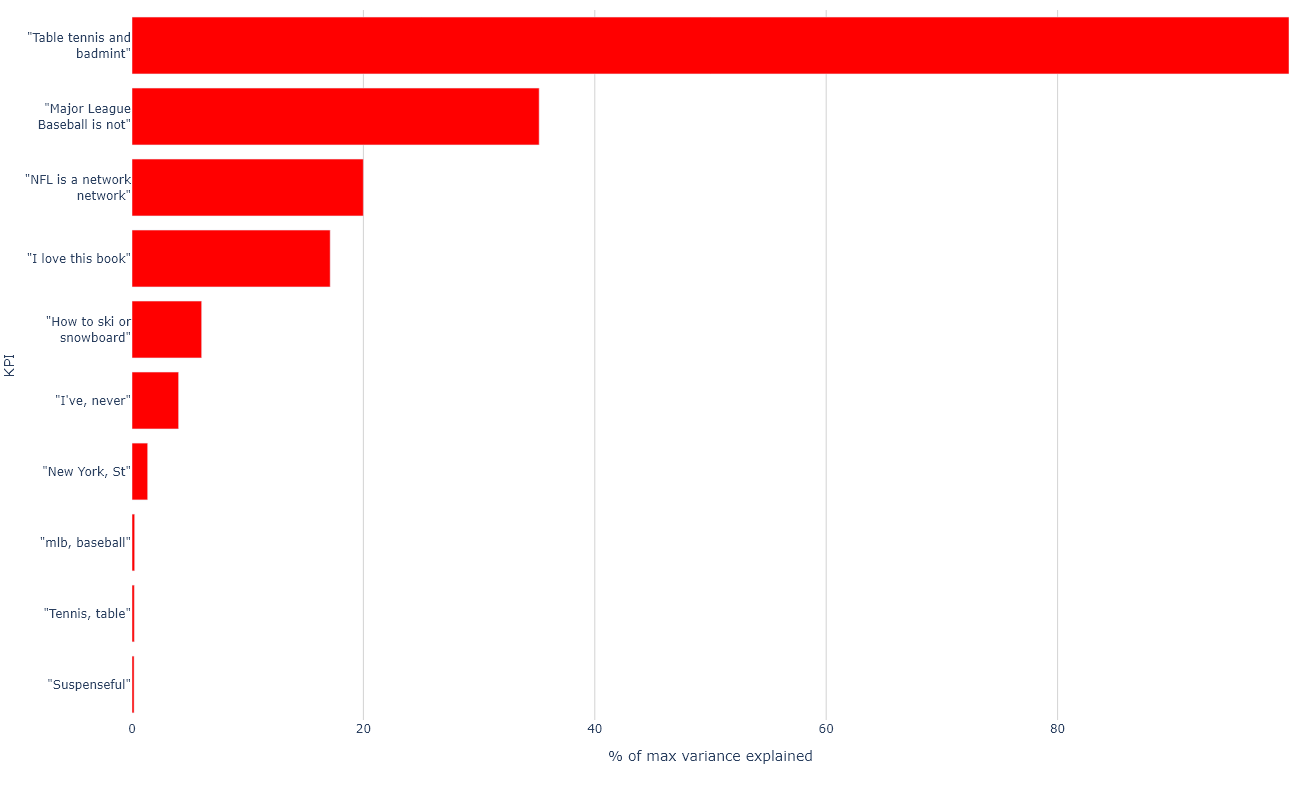 "Table tennis and
badmint"
"Major League
Baseball is not"
"NFL is a network
network"
"I love this book"
"How to ski or
snowboard"
KPI
"I've, never"
"New York, St"
"mlb, baseball"
"Tennis, table"
"Suspenseful"
0 20 40 60 80
% of max variance explained